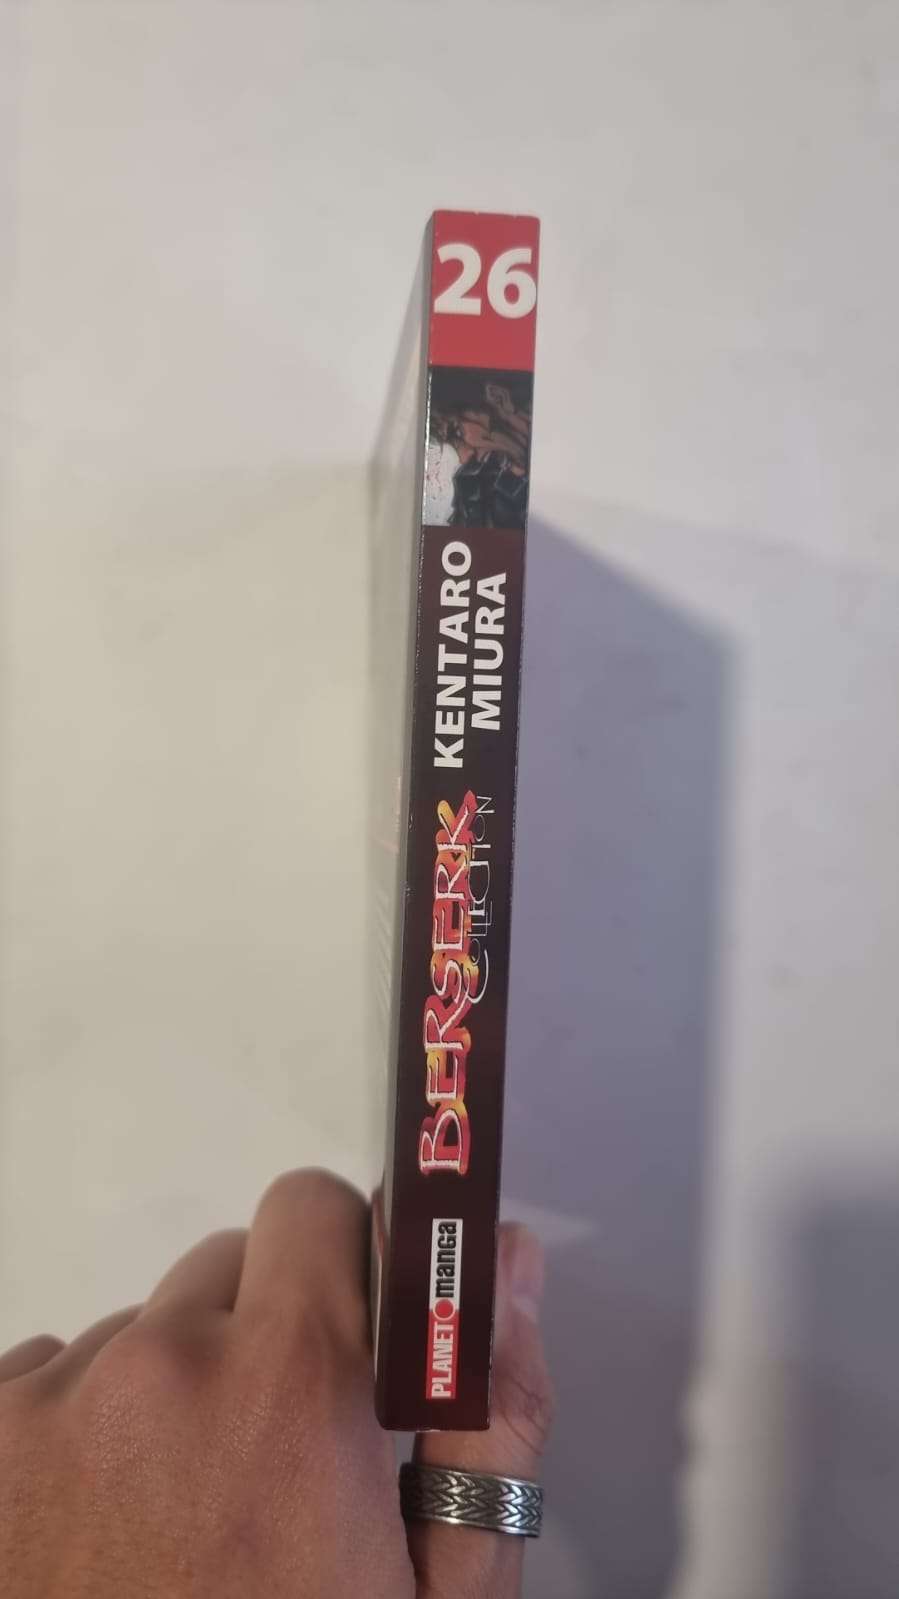 26
KENTARO
MIURA
BERSERK
COLLECTION
PLANET manga